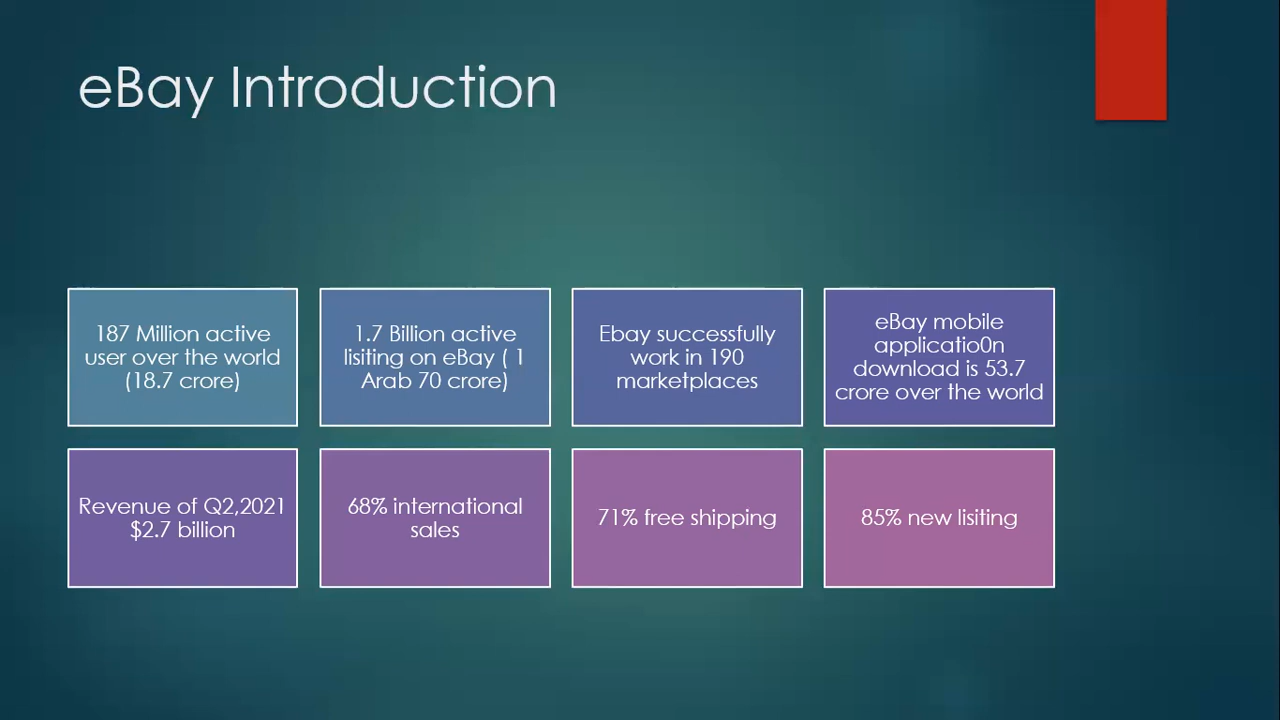 eBay Introduction
187 Million active
user over the world
(18.7 crore)
1.7 Billion active
lisiting on eBay ( 1
Arab 70 crore)
Ebay successfully
work in 190
marketplaces
eBay mobile
applicatio0n
download is 53.7
crore over the world
Revenue of Q2,2021
$2.7 billion
68% international
sales
71% free shipping
85% new lisiting